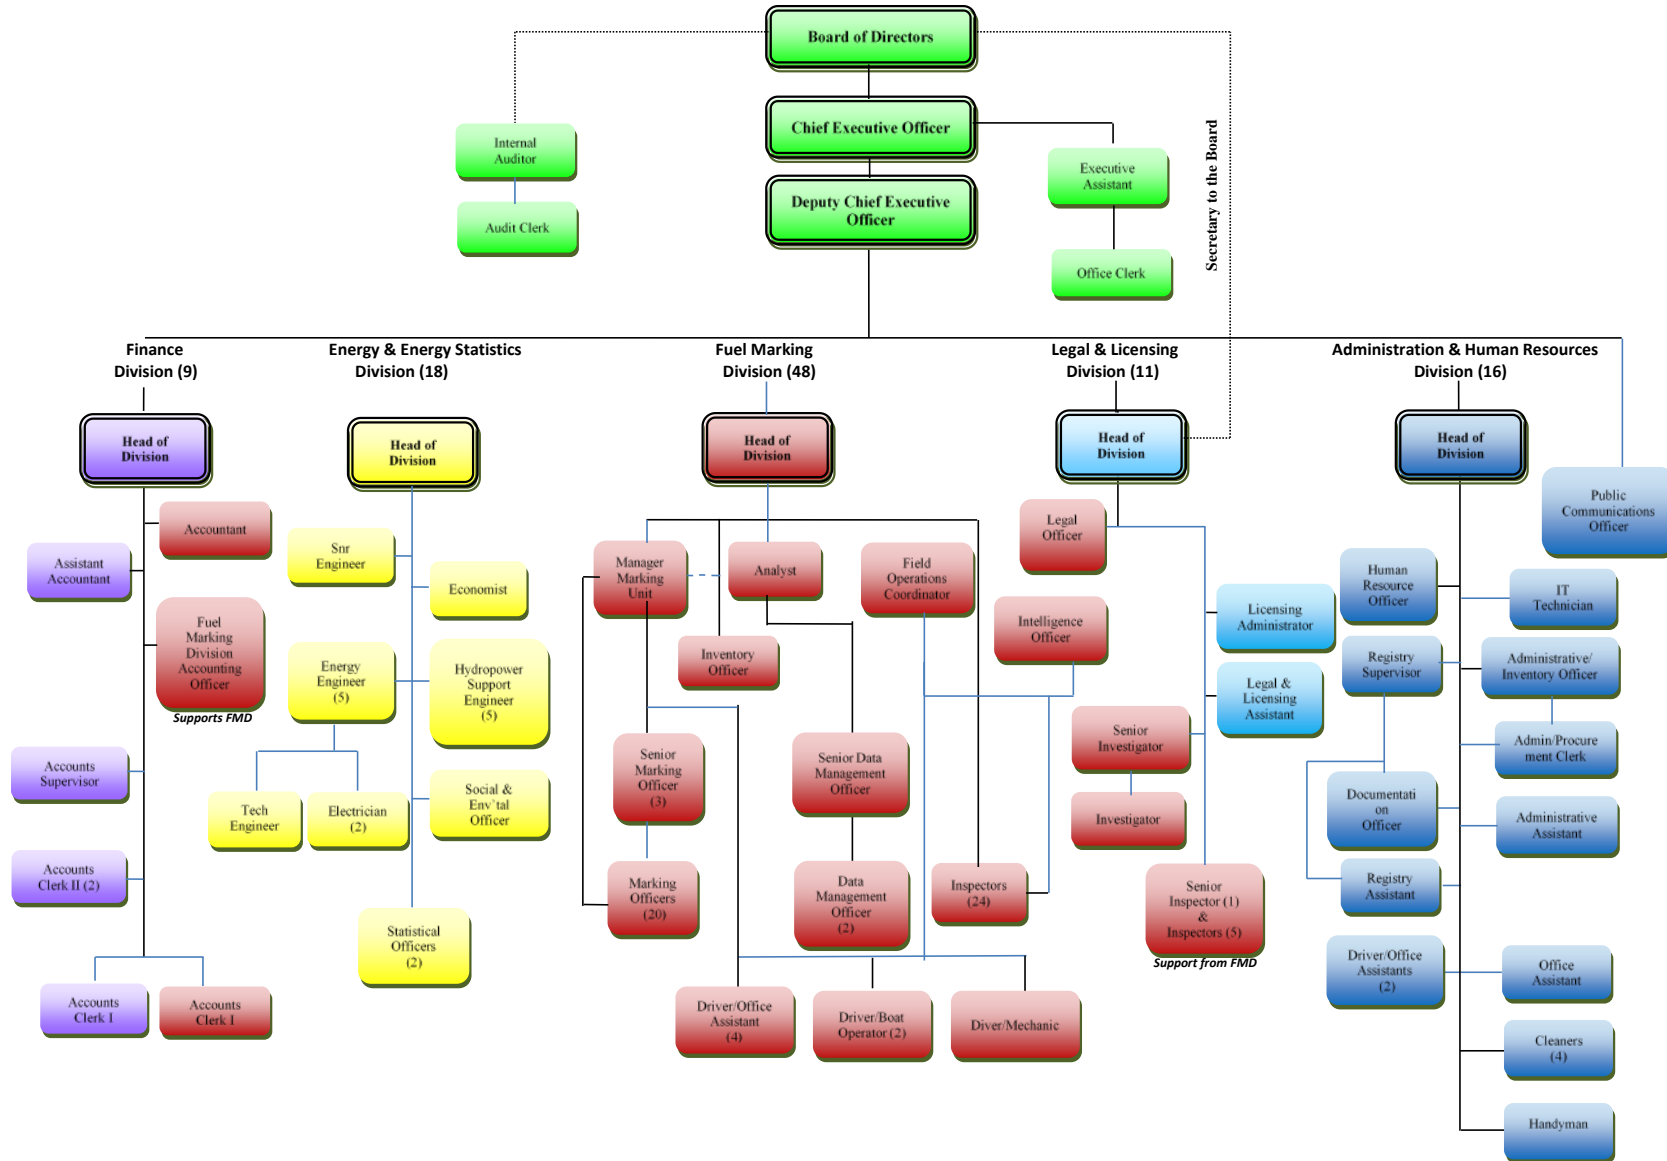 Board of Directors
Chief Executive Officer
Internal
Auditor
Executive
Assistant
Deputy Chief Executive
Officer
Audit Clerk
Office Clerk
Secretary to the Board
Finance
Division (9)
Energy & Energy Statistics
Division (18)
Fuel Marking
Division (48)
Legal & Licensing
Division (11)
Administration & Human Resources
Division (16)
Head of
Division
Head of
Division
Head of
Division
Head of
Division
Head of
Division
Public
Communications
Officer
Accountant
Assistant
Accountant
Fuel
Marking
Division
Accounting
Officer
Supports FMD
Accounts
Supervisor
Accounts
Clerk II (2)
Accounts
Clerk I
Accounts
Clerk I
Snr
Engineer
Economist
Energy
Engineer
(5)
Hydropower
Support
Engineer
(5)
Tech
Engineer
Electrician
(2)
Social &
Env`tal
Officer
Statistical
Officers
(2)
Manager
Marking
Unit
Analyst
Field
Operations
Coordinator
Inventory
Officer
Senior
Marking
Officer
(3)
Senior Data
Management
Officer
Marking
Officers
(20)
Data
Management
Officer
(2)
Inspectors
(24)
Driver/Office
Assistant
(4)
Driver/Boat
Operator (2)
Diver/Mechanic
Legal
Officer
Intelligence
Officer
Licensing
Administrator
Legal &
Licensing
Assistant
Senior
Investigator
Investigator
Senior
Inspector (1)
&
Inspectors (5)
Support from FMD
Human
Resource
Officer
IT
Technician
Registry
Supervisor
Administrative/
Inventory Officer
Admin/Procure
ment Clerk
Documentati
on
Officer
Administrative
Assistant
Registry
Assistant
Driver/Office
Assistants
(2)
Office
Assistant
Cleaners
(4)
Handyman